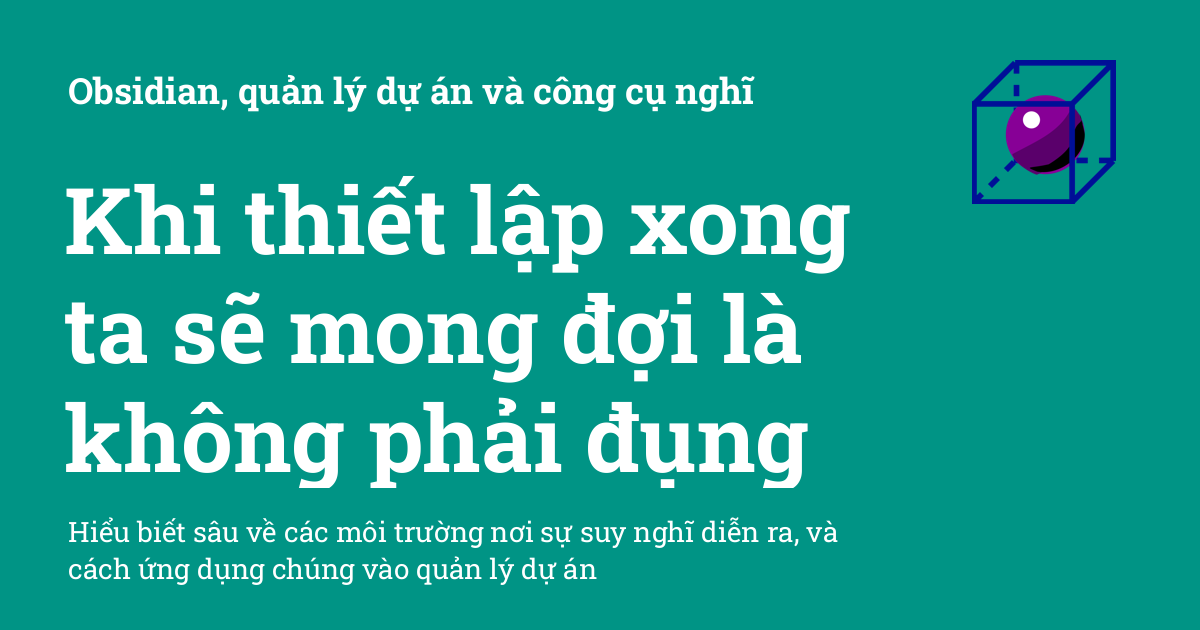 Obsidian, quản lý dự án và công cụ nghĩ
Khi thiết lập xong
ta sẽ mong đợi là
không phải đụng
Hiểu biết sâu về các môi trường nơi sự suy nghĩ diễn ra, và
cách ứng dụng chúng vào quản lý dự án